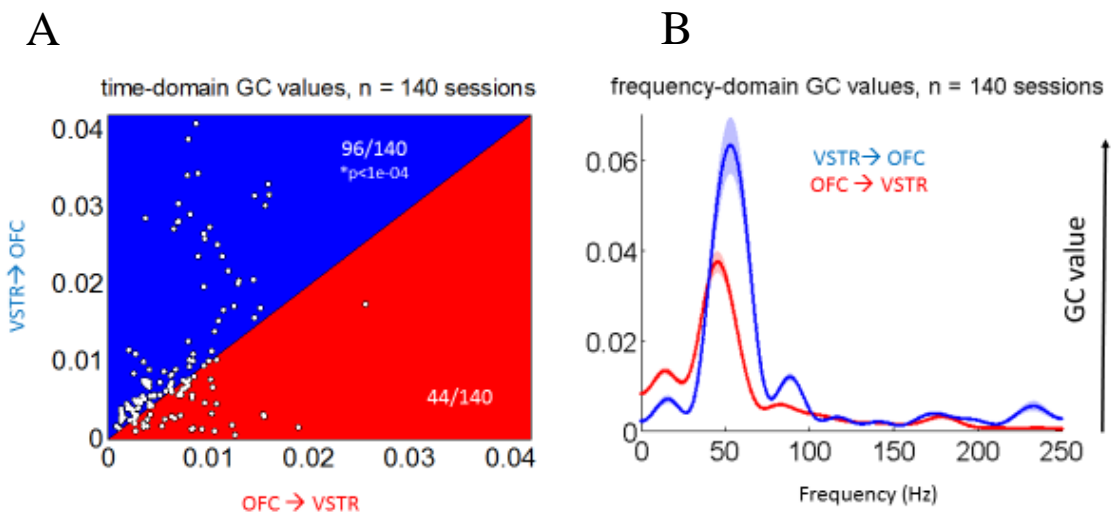 A
time-domain GC values, n = 140 sessions
0.04
0.03
0.02
0.01
0
VSTR→ OFC
96/140
*p<1e-04
44/140
0
0.01
0.02
0.03
0.04
OFC → VSTR
B
frequency-domain GC values, n = 140 sessions
0.06
0.04
0.02
0
VSTR→ OFC
OFC → VSTR
GC value
0
50
100
150
200
250
Frequency (Hz)